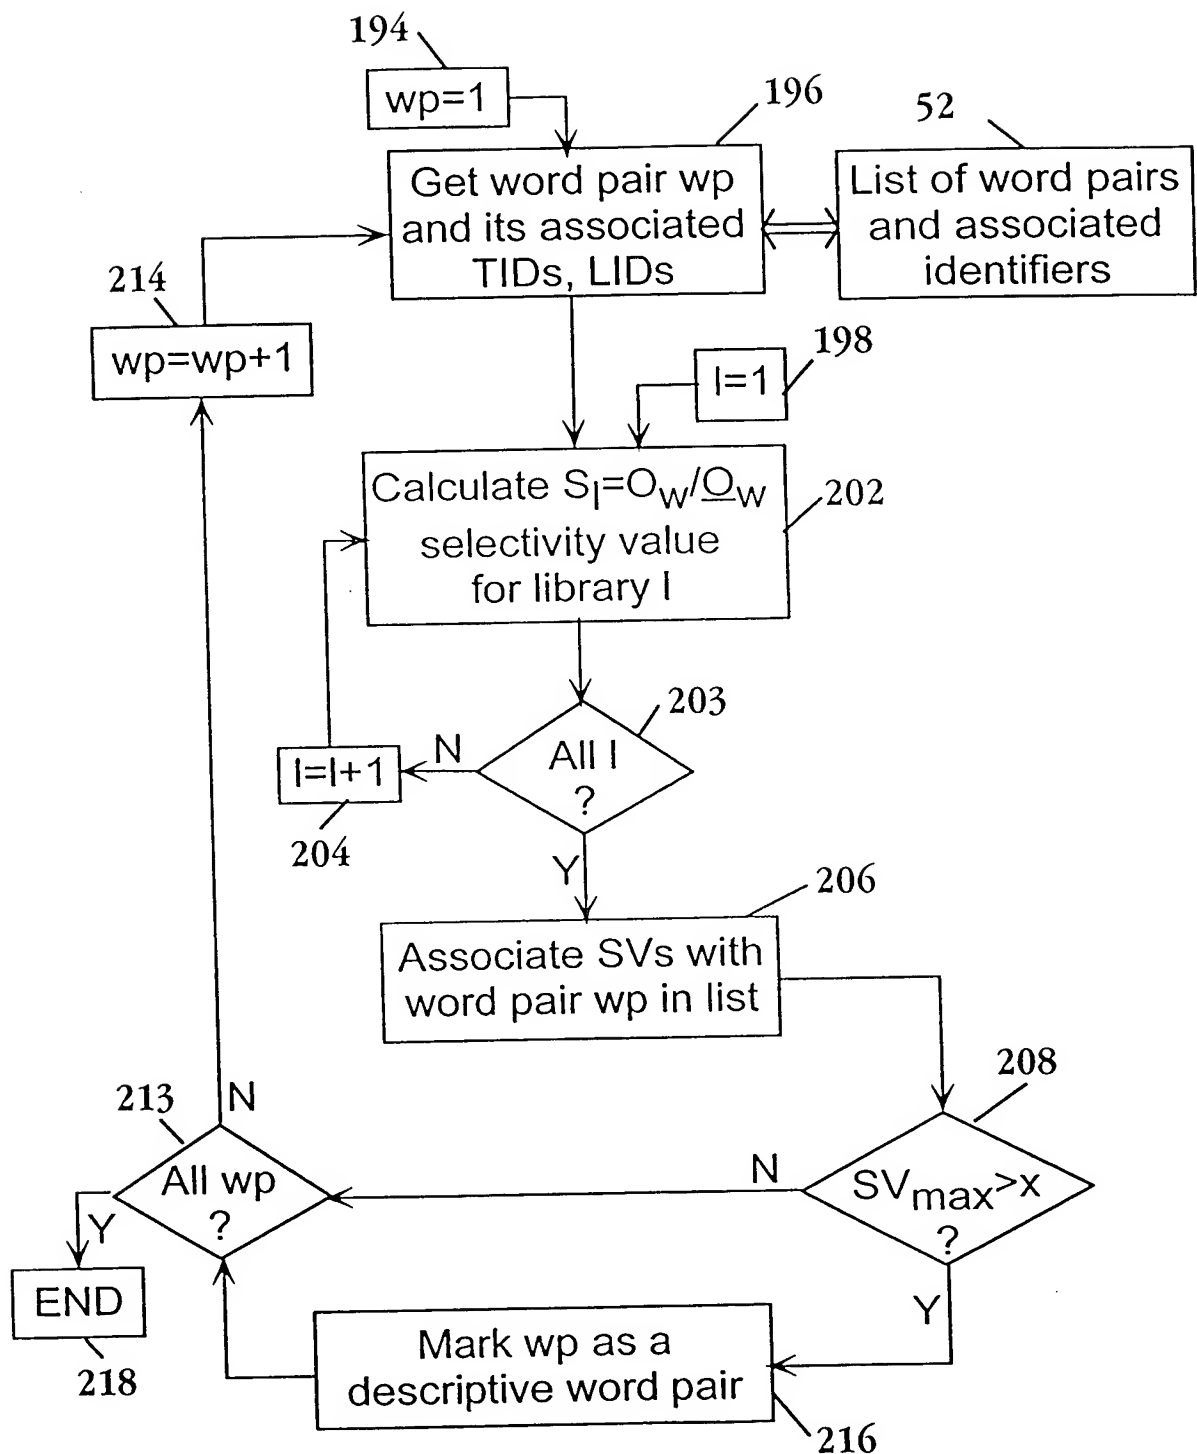 194
wp=1
196
52
Get word pair wp
and its associated
TIDs, LIDs
List of word pairs
and associated
identifiers
214
wp=wp+1
198
I=1
Calculate SI=OW/OW
selectivity value
for library I
202
203
All I
?
N
I=I+1
204
Y
206
Associate SVs with
word pair wp in list
208
SVmax>x
?
N
213
N
All wp
?
Y
END
218
Y
Mark wp as a
descriptive word pair
216